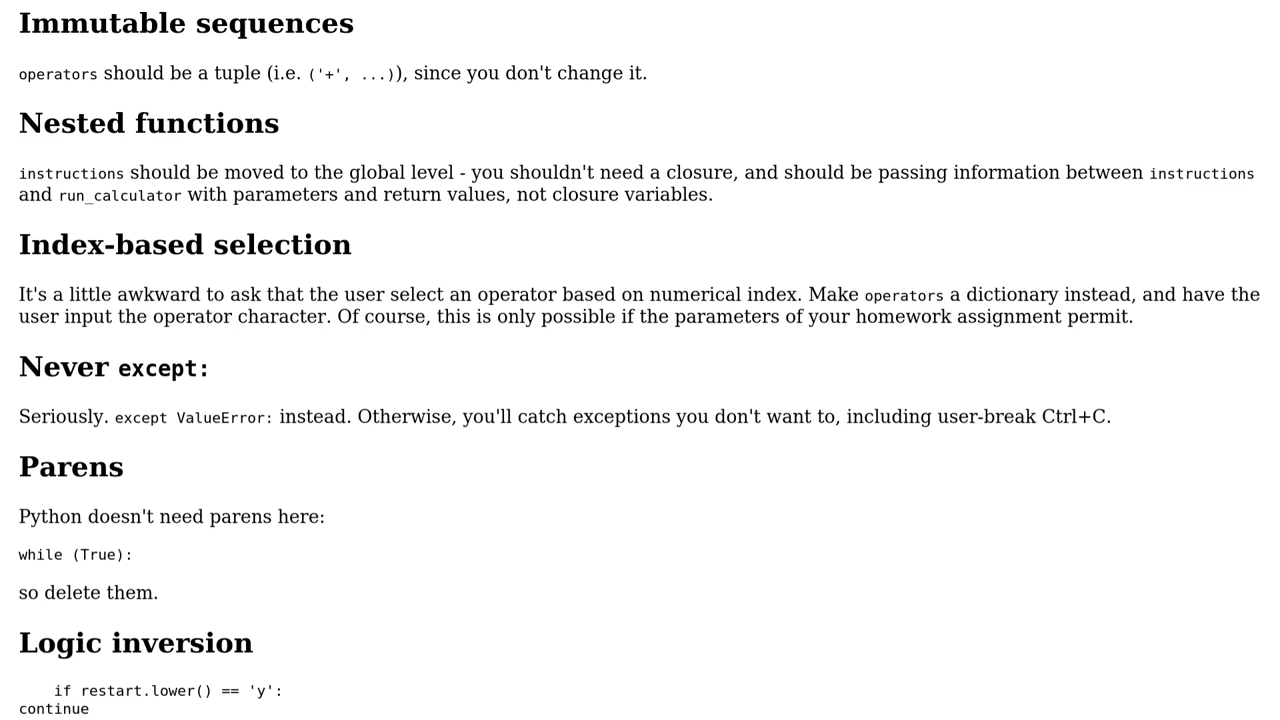 Immutable sequences
operators should be a tuple (i.e. ('+', ...)), since you don't change it.
Nested functions
instructions should be moved to the global level - you shouldn't need a closure, and should be passing information between instructions
and run_calculator with parameters and return values, not closure variables.
Index-based selection
It's a little awkward to ask that the user select an operator based on numerical index. Make operators a dictionary instead, and have the
user input the operator character. Of course, this is only possible if the parameters of your homework assignment permit.
Never except:
Seriously. except ValueError: instead. Otherwise, you'll catch exceptions you don't want to, including user-break Ctrl+C.
Parens
Python doesn't need parens here:
while (True):
so delete them.
Logic inversion
    if restart.lower() == 'y':
continue